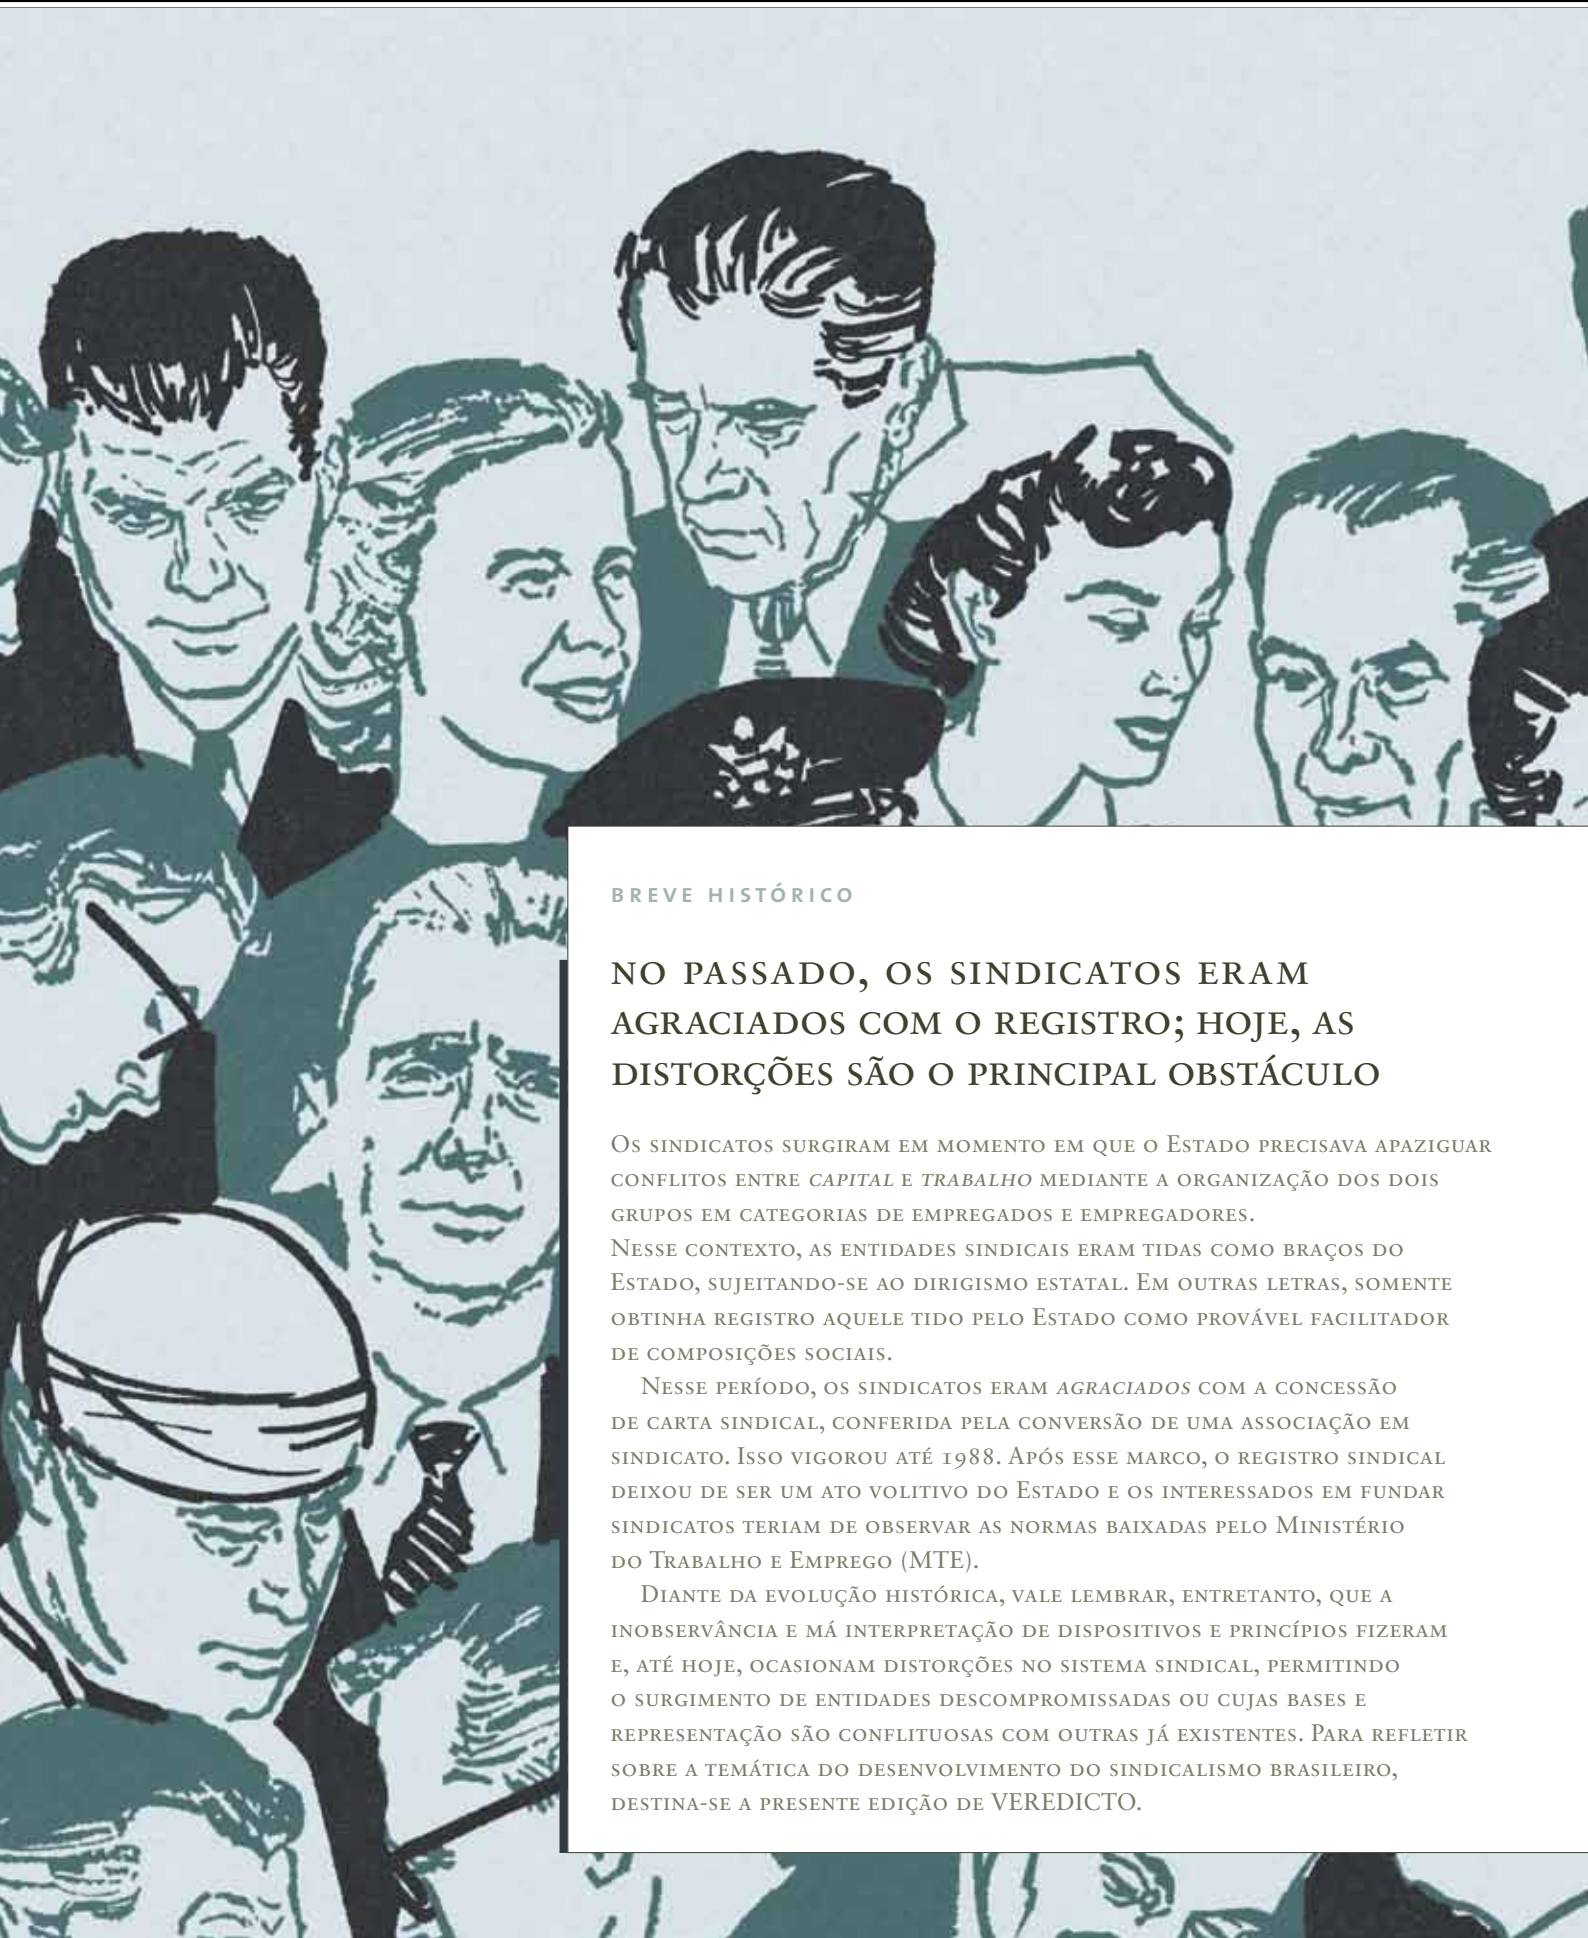 BREVE HISTÓRICO
NO PASSADO, OS SINDICATOS ERAM
AGRACIADOS COM O REGISTRO; HOJE, AS
DISTORÇÕES SÃO O PRINCIPAL OBSTÁCULO
Os sindicatos surgiram em momento em que o Estado precisava apaziguar
conflitos entre capital e trabalho mediante a organização dos dois
grupos em categorias de empregados e empregadores.
Nesse contexto, as entidades sindicais eram tidas como braços do
Estado, sujeitando-se ao dirigismo estatal. Em outras letras, somente
obtinha registro aquele tido pelo Estado como provável facilitador
de composições sociais.
Nesse período, os sindicatos eram agraciados com a concessão
de carta sindical, conferida pela conversão de uma associação em
sindicato. Isso vigorou até 1988. Após esse marco, o registro sindical
deixou de ser um ato volitivo do Estado e os interessados em fundar
sindicatos teriam de observar as normas baixadas pelo Ministério
do Trabalho e Emprego (MTE).
Diante da evolução histórica, vale lembrar, entretanto, que a
inobservância e má interpretação de dispositivos e princípios fizeram
e, até hoje, ocasionam distorções no sistema sindical, permitindo
o surgimento de entidades descompromissadas ou cujas bases e
representação são conflituosas com outras já existentes. Para refletir
sobre a temática do desenvolvimento do sindicalismo brasileiro,
destina-se a presente edição de VEREDICTO.